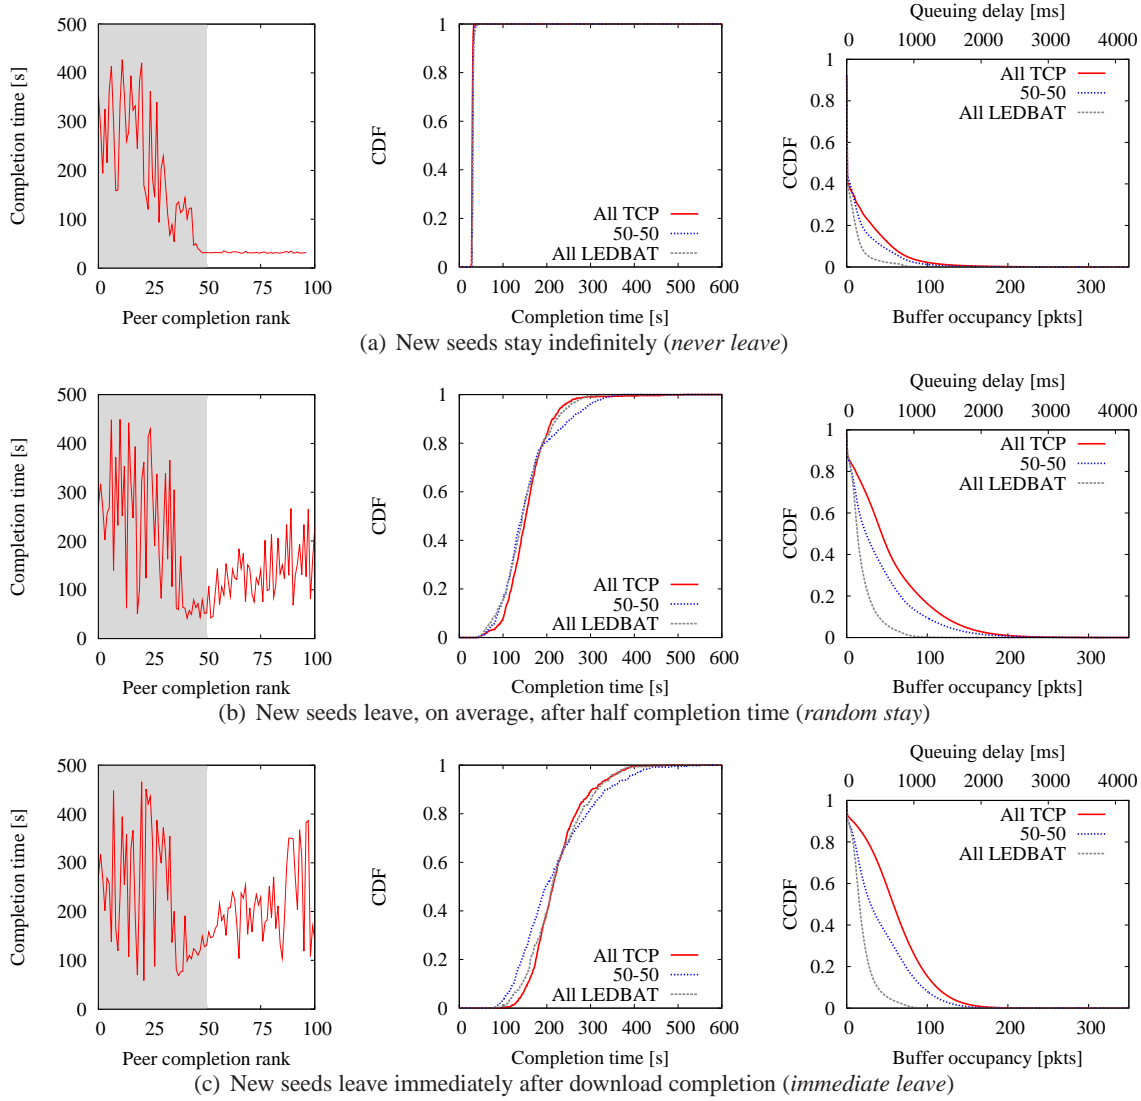 Completion time [s]
500
400
300
200
100
0
0 25 50 75 100
Peer completion rank
CDF
1
0.8
0.6
0.4
0.2
0
All TCP
50-50
All LEDBAT
0 100 200 300 400 500 600
Completion time [s]
Queuing delay [ms]
0 1000 2000 3000 4000
CCDF
1
0.8
0.6
0.4
0.2
0
All TCP
50-50
All LEDBAT
0 100 200 300
Buffer occupancy [pkts]
(a) New seeds stay indefinitely (never leave)
Completion time [s]
500
400
300
200
100
0
0 25 50 75 100
Peer completion rank
CDF
1
0.8
0.6
0.4
0.2
0
All TCP
50-50
All LEDBAT
0 100 200 300 400 500 600
Completion time [s]
Queuing delay [ms]
0 1000 2000 3000 4000
CCDF
1
0.8
0.6
0.4
0.2
0
All TCP
50-50
All LEDBAT
0 100 200 300
Buffer occupancy [pkts]
(b) New seeds leave, on average, after half completion time (random stay)
Completion time [s]
500
400
300
200
100
0
0 25 50 75 100
Peer completion rank
CDF
1
0.8
0.6
0.4
0.2
0
All TCP
50-50
All LEDBAT
0 100 200 300 400 500 600
Completion time [s]
Queuing delay [ms]
0 1000 2000 3000 4000
CCDF
1
0.8
0.6
0.4
0.2
0
All TCP
50-50
All LEDBAT
0 100 200 300
Buffer occupancy [pkts]
(c) New seeds leave immediately after download completion (immediate leave)